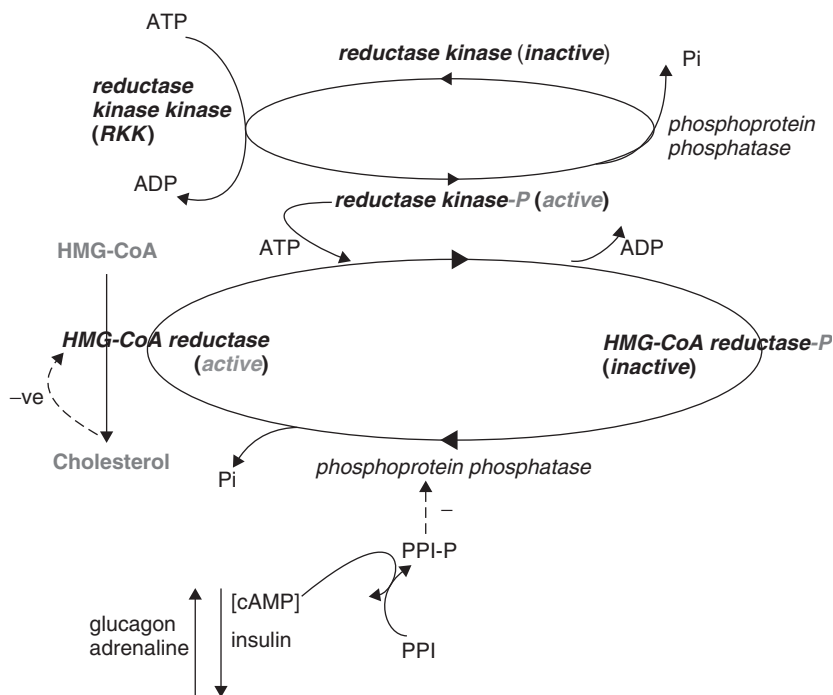 ATP
reductase kinase (inactive)
Pi
reductase
kinase kinase
(RKK)
phosphoprotein
phosphatase
ADP
reductase kinase-P (active)
ATP
ADP
HMG-CoA
HMG-CoA reductase
(active)
HMG-CoA reductase-P
(inactive)
–ve
Cholesterol
Pi
phosphoprotein phosphatase
–
PPI-P
[cAMP]
glucagon
adrenaline
insulin
PPI